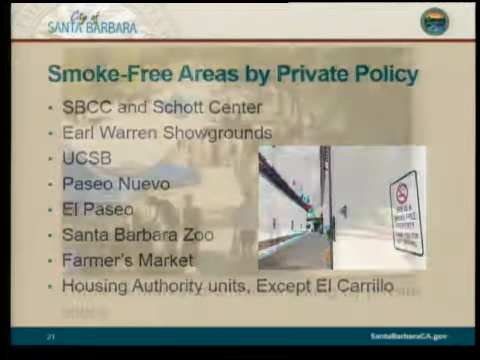 City of
SANTA BARBARA
Smoke-Free Areas by Private Policy
• SBCC and Schott Center
• Earl Warren Showgrounds
• UCSB
• Paseo Nuevo
• El Paseo
• Santa Barbara Zoo
• Farmer's Market
• Housing Authority units, Except El Carrillo
21
SantaBarbaraCA.gov